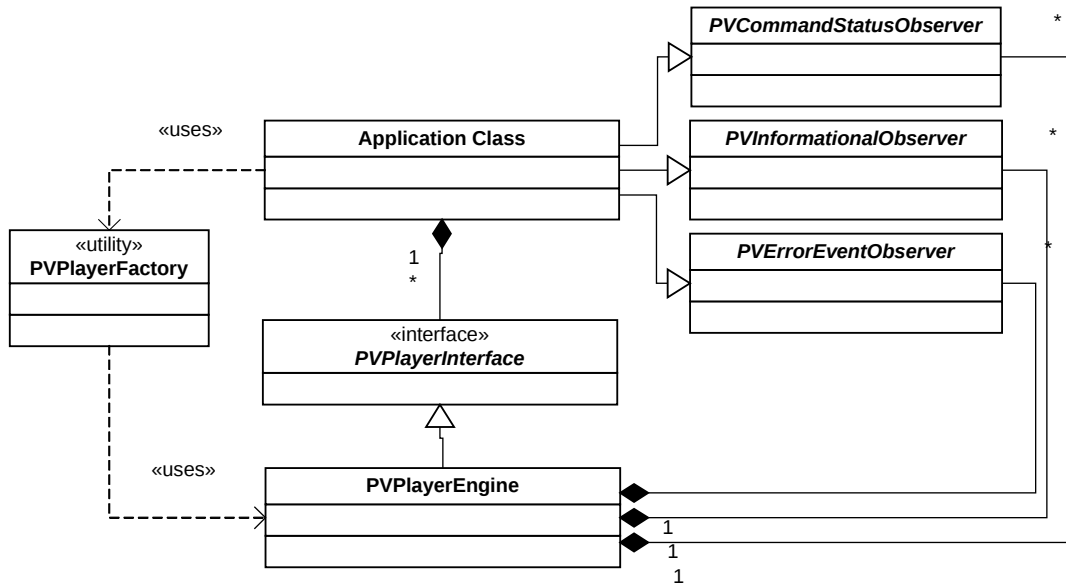 PVCommandStatusObserver
*
«uses»
Application Class
PVInformationalObserver
*
«utility»
PVPlayerFactory
1
*
PVErrorEventObserver
*
«interface»
PVPlayerInterface
«uses»
PVPlayerEngine
1
1
1